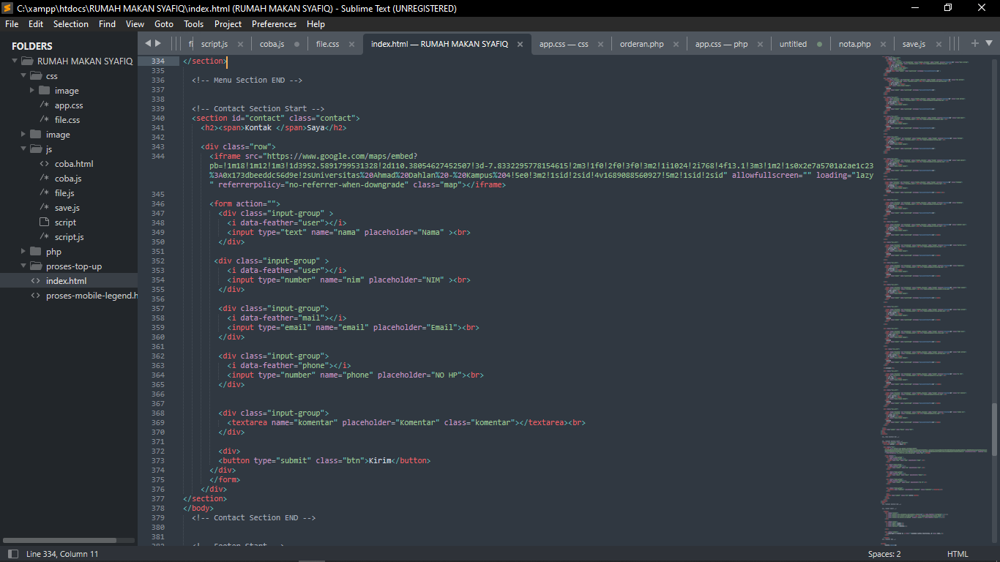 C:\xampp\htdocs\RUMAH MAKAN SYAFIQ\index.html (RUMAH MAKAN SYAFIQ) - Sublime Text (UNREGISTERED)
File Edit Selection Find View Goto Tools Project Preferences Help
FOLDERS
RUMAH MAKAN SYAFIQ
css
image
/* app.css
/* file.css
image
js
<> coba.html
/* coba.js
/* file.js
/* save.js
script
/* script.js
php
proses-top-up
<> index.html
<> proses-mobile-legend.h
fi script.js coba.js file.css index.html — RUMAH MAKAN SYAFIQ app.css — css orderan.php app.css — php untitled nota.php save.js
334 </section>
335
336 <!-- Menu Section END -->
337
338
339 <!-- Contact Section Start -->
340 <section id="contact" class="contact">
341 <h2><span>Kontak </span>Saya</h2>
342
343 <div class="row">
344 <iframe src="https://www.google.com/maps/embed?
pb=!1m18!1m12!1m3!1d3952.5891799531328!2d110.38054627452507!3d-7.8332295778154615!2m3!1f0!2f0!3f0!3m2!1i1024!2i768!4f13.1!3m3!1m2!1s0x2e7a5701a2ae1c23
%3A0x173dbeeddc56d9e!2sUniversitas%20Ahmad%20Dahlan%20-%20Kampus%204!5e0!3m2!1sid!2sid!4v1689088560927!5m2!1sid!2sid" allowfullscreen="" loading="lazy
" referrerpolicy="no-referrer-when-downgrade" class="map"></iframe>
345
346 <form action="">
347 <div class="input-group" >
348 <i data-feather="user"></i>
349 <input type="text" name="nama" placeholder="Nama" ><br>
350 </div>
351
352 <div class="input-group" >
353 <i data-feather="user"></i>
354 <input type="number" name="nim" placeholder="NIM" ><br>
355 </div>
356
357 <div class="input-group">
358 <i data-feather="mail"></i>
359 <input type="email" name="email" placeholder="Email"><br>
360 </div>
361
362 <div class="input-group">
363 <i data-feather="phone"></i>
364 <input type="number" name="phone" placeholder="NO HP"><br>
365 </div>
366
367
368 <div class="input-group">
369 <textarea name="komentar" placeholder="Komentar" class="komentar"></textarea><br>
370 </div>
371
372 <div>
373 <button type="submit" class="btn">Kirim</button>
374 </div>
375 </form>
376 </div>
377 </section>
378 </body>
379 <!-- Contact Section END -->
380
381
Line 334, Column 11 Spaces: 2 HTML